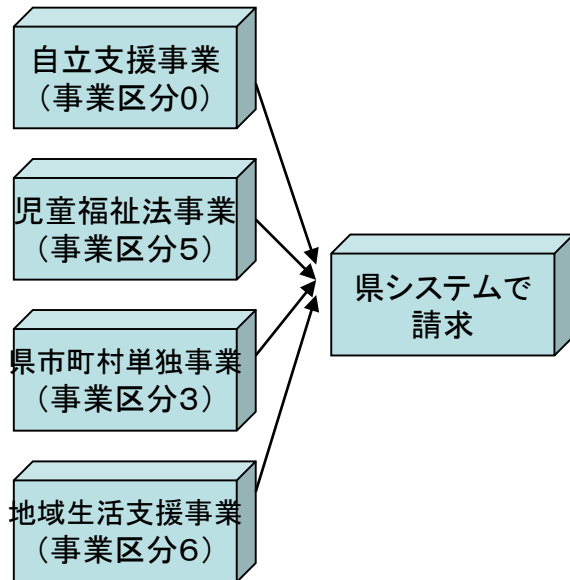 自立支援事業
（事業区分0）
児童福祉法事業
（事業区分5）
県市町村単独事業
（事業区分3）
地域生活支援事業
（事業区分6）
県システムで
請求